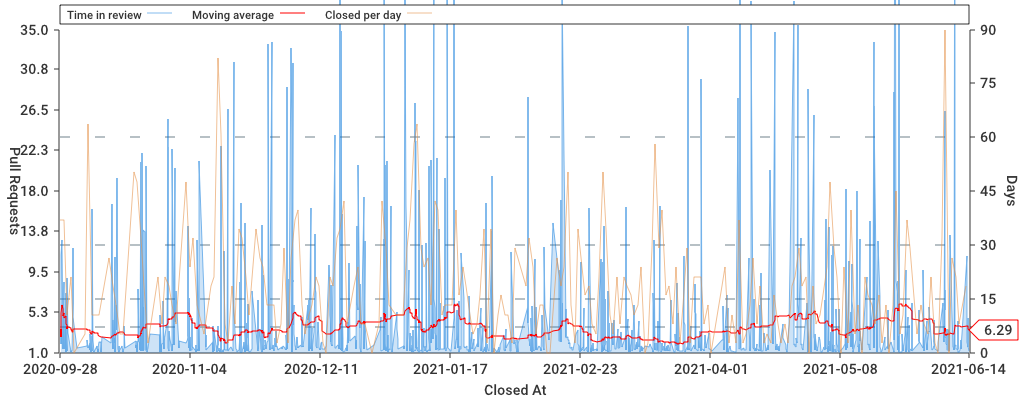 Time in review Moving average Closed per day
35.0 90
30.8 75
26.5
60
22.3
18.0 45
13.8 30
9.5
15
5.3
6.29
1.0 0
Pull Requests
Days
2020-09-28 2020-11-04 2020-12-11 2021-01-17 2021-02-23 2021-04-01 2021-05-08 2021-06-14
Closed At